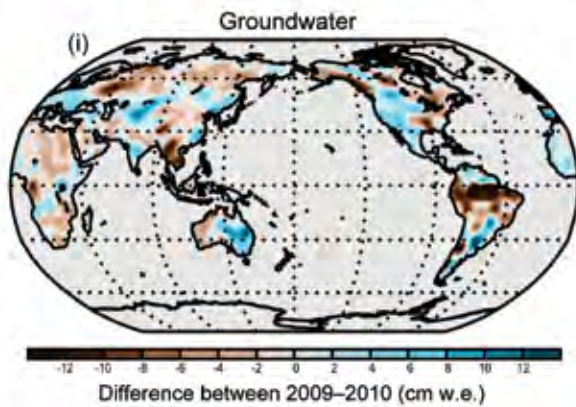 Groundwater
(i)
-12 -10 -8 -6 -4 -2 0 2 4 6 8 10 12
Difference between 2009–2010 (cm w.e.)